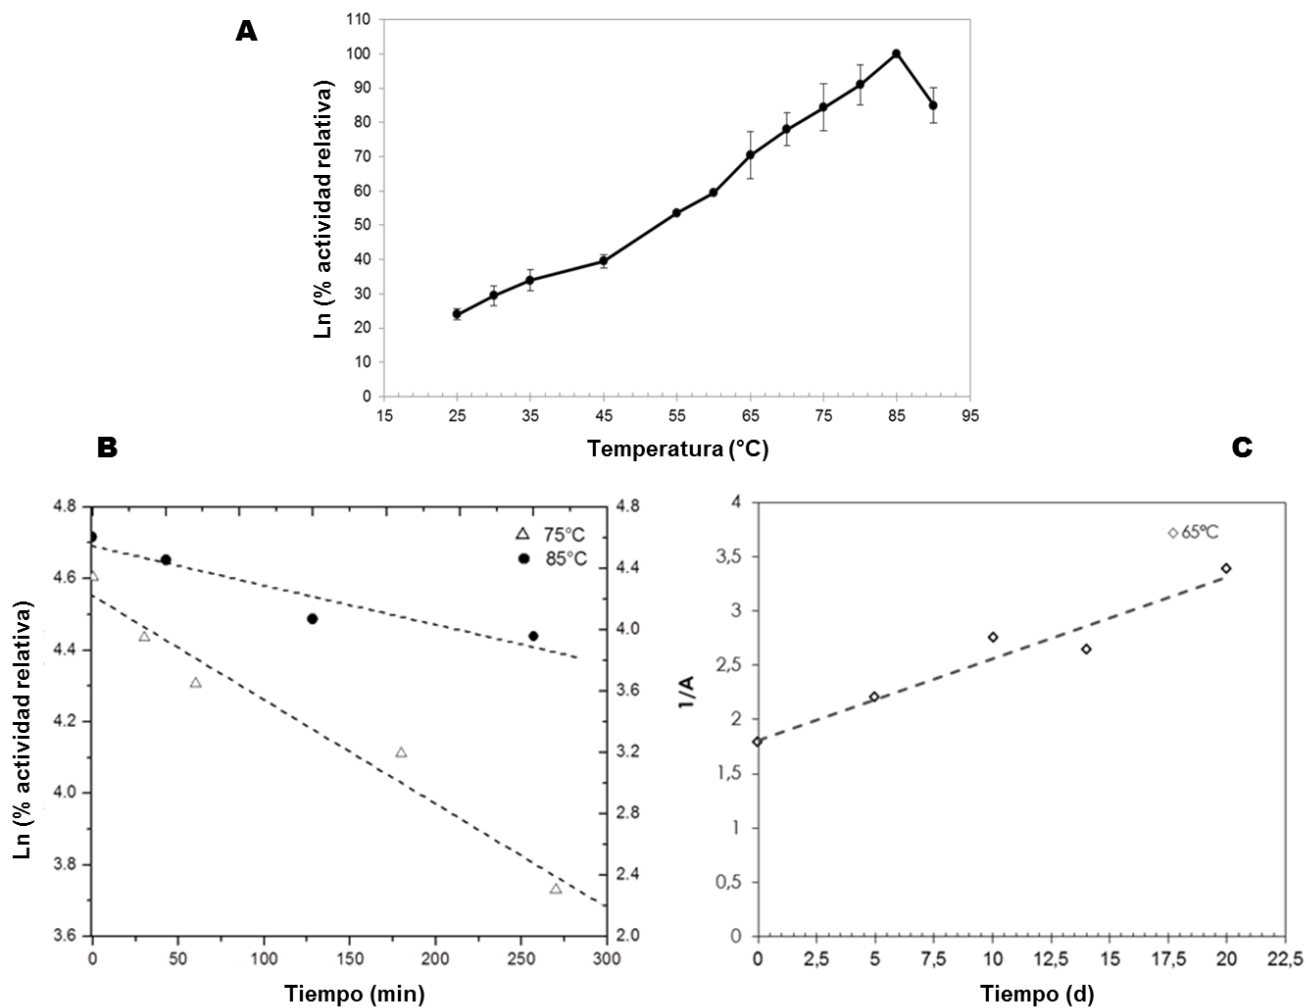 A
Ln (% actividad relativa)
110
100
90
80
70
60
50
40
30
20
10
0
15 25 35 45 55 65 75 85 95
Temperatura (°C)
B
Ln (% actividad relativa)
4.8
4.6
4.4
4.2
4.0
3.8
3.6
75°C
85°C
4.8
4.4
4.0
3.6
3.2
2.8
2.4
2.0
0 50 100 150 200 250 300
Tiempo (min)
C
1/A
4
3,5
3
2,5
2
1,5
1
0,5
0
65°C
0 2,5 5 7,5 10 12,5 15 17,5 20 22,5
Tiempo (d)